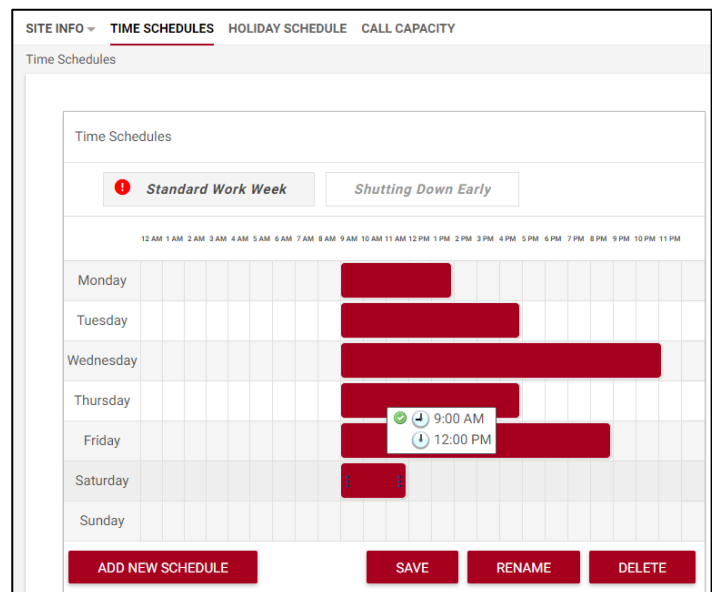 SITE INFO TIME SCHEDULES HOLIDAY SCHEDULE CALL CAPACITY
Time Schedules
Time Schedules
Standard Work Week Shutting Down Early
12 AM 1 AM 2 AM 3 AM 4 AM 5 AM 6 AM 7 AM 8 AM 9 AM 10 AM 11 AM 12 PM 1 PM 2 PM 3 PM 4 PM 5 PM 6 PM 7 PM 8 PM 9 PM 10 PM 11 PM
Monday
Tuesday
Wednesday
Thursday
9:00 AM
12:00 PM
Friday
Saturday
Sunday
ADD NEW SCHEDULE SAVE RENAME DELETE